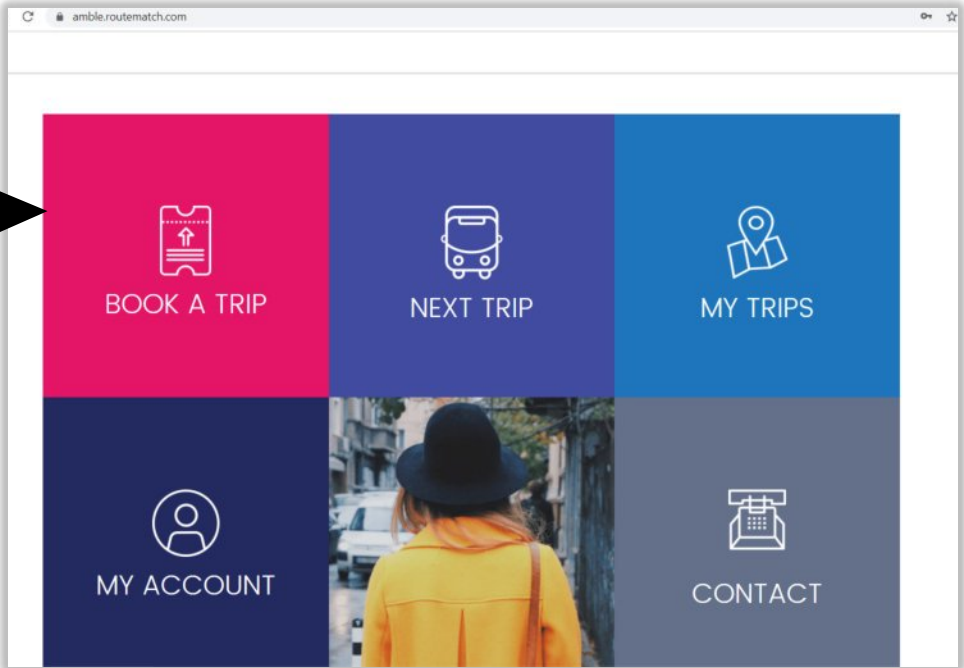 amble.routematch.com
BOOK A TRIP
NEXT TRIP
MY TRIPS
MY ACCOUNT
CONTACT